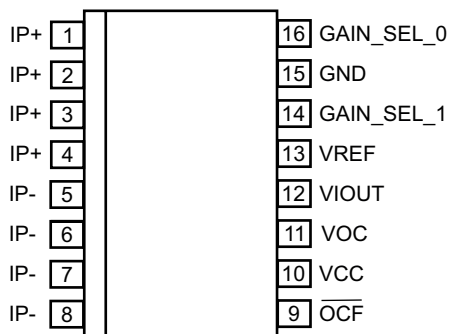 IP+ 1 16 GAIN_SEL_0
IP+ 2 15 GND
IP+ 3 14 GAIN_SEL_1
IP+ 4 13 VREF
IP- 5 12 VIOUT
IP- 6 11 VOC
IP- 7 10 VCC
IP- 8 9 O̅C̅F̅